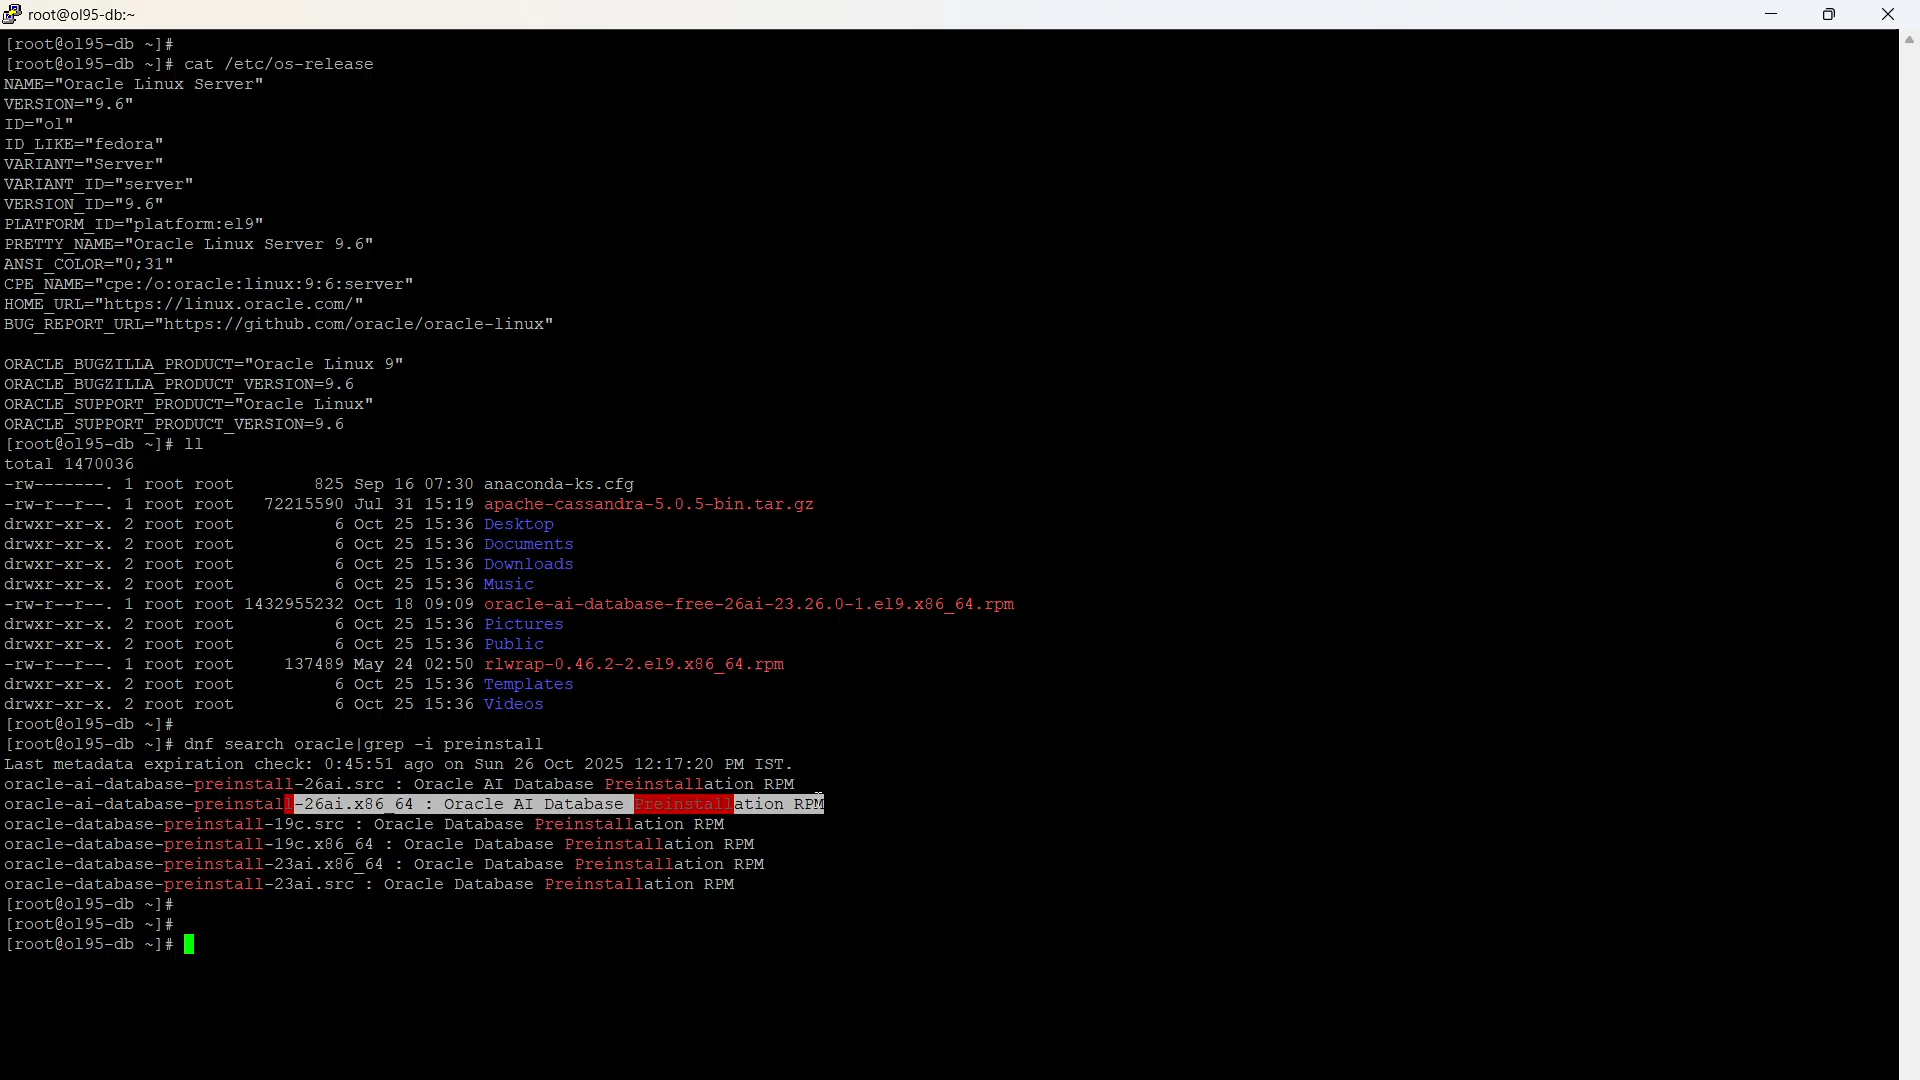 root@ol95-db:~
[root@ol95-db ~]#
[root@ol95-db ~]# cat /etc/os-release
NAME="Oracle Linux Server"
VERSION="9.6"
ID="ol"
ID_LIKE="fedora"
VARIANT="Server"
VARIANT_ID="server"
VERSION_ID="9.6"
PLATFORM_ID="platform:el9"
PRETTY_NAME="Oracle Linux Server 9.6"
ANSI_COLOR="0;31"
CPE_NAME="cpe:/o:oracle:linux:9:6:server"
HOME_URL="https://linux.oracle.com/"
BUG_REPORT_URL="https://github.com/oracle/oracle-linux"
ORACLE_BUGZILLA_PRODUCT="Oracle Linux 9"
ORACLE_BUGZILLA_PRODUCT_VERSION=9.6
ORACLE_SUPPORT_PRODUCT="Oracle Linux"
ORACLE_SUPPORT_PRODUCT_VERSION=9.6
[root@ol95-db ~]# ll
total 1470036
-rw-------. 1 root root        825 Sep 16 07:30 anaconda-ks.cfg
-rw-r--r--. 1 root root   72215590 Jul 31 15:19 apache-cassandra-5.0.5-bin.tar.gz
drwxr-xr-x. 2 root root          6 Oct 25 15:36 Desktop
drwxr-xr-x. 2 root root          6 Oct 25 15:36 Documents
drwxr-xr-x. 2 root root          6 Oct 25 15:36 Downloads
drwxr-xr-x. 2 root root          6 Oct 25 15:36 Music
-rw-r--r--. 1 root root 1432955232 Oct 18 09:09 oracle-ai-database-free-26ai-23.26.0-1.el9.x86_64.rpm
drwxr-xr-x. 2 root root          6 Oct 25 15:36 Pictures
drwxr-xr-x. 2 root root          6 Oct 25 15:36 Public
-rw-r--r--. 1 root root     137489 May 24 02:50 rlwrap-0.46.2-2.el9.x86_64.rpm
drwxr-xr-x. 2 root root          6 Oct 25 15:36 Templates
drwxr-xr-x. 2 root root          6 Oct 25 15:36 Videos
[root@ol95-db ~]#
[root@ol95-db ~]# dnf search oracle|grep -i preinstall
Last metadata expiration check: 0:45:51 ago on Sun 26 Oct 2025 12:17:20 PM IST.
oracle-ai-database-preinstall-26ai.src : Oracle AI Database Preinstallation RPM
oracle-ai-database-preinstall-26ai.x86_64 : Oracle AI Database Preinstallation RPM
oracle-database-preinstall-19c.src : Oracle Database Preinstallation RPM
oracle-database-preinstall-19c.x86_64 : Oracle Database Preinstallation RPM
oracle-database-preinstall-23ai.x86_64 : Oracle Database Preinstallation RPM
oracle-database-preinstall-23ai.src : Oracle Database Preinstallation RPM
[root@ol95-db ~]#
[root@ol95-db ~]#
[root@ol95-db ~]#